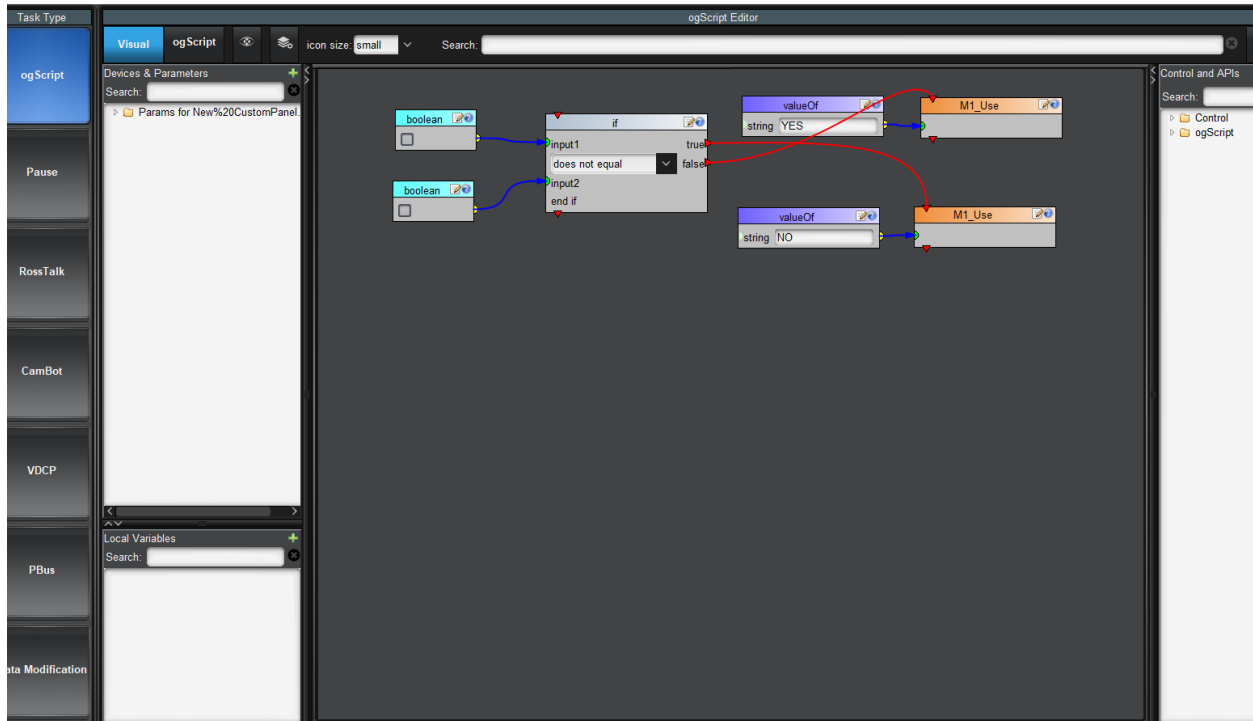 Task Type
ogScript Editor
Visual
ogScript
icon size: small
Search:
ogScript
Pause
RossTalk
CamBot
VDCP
PBus
ata Modification
Devices & Parameters
Search:
Params for New%20CustomPanel.
Local Variables
Search:
boolean
boolean
if
input1
true
does not equal
false
input2
end if
valueOf
string YES
M1_Use
valueOf
string NO
M1_Use
Control and APIs
Search:
Control
ogScript